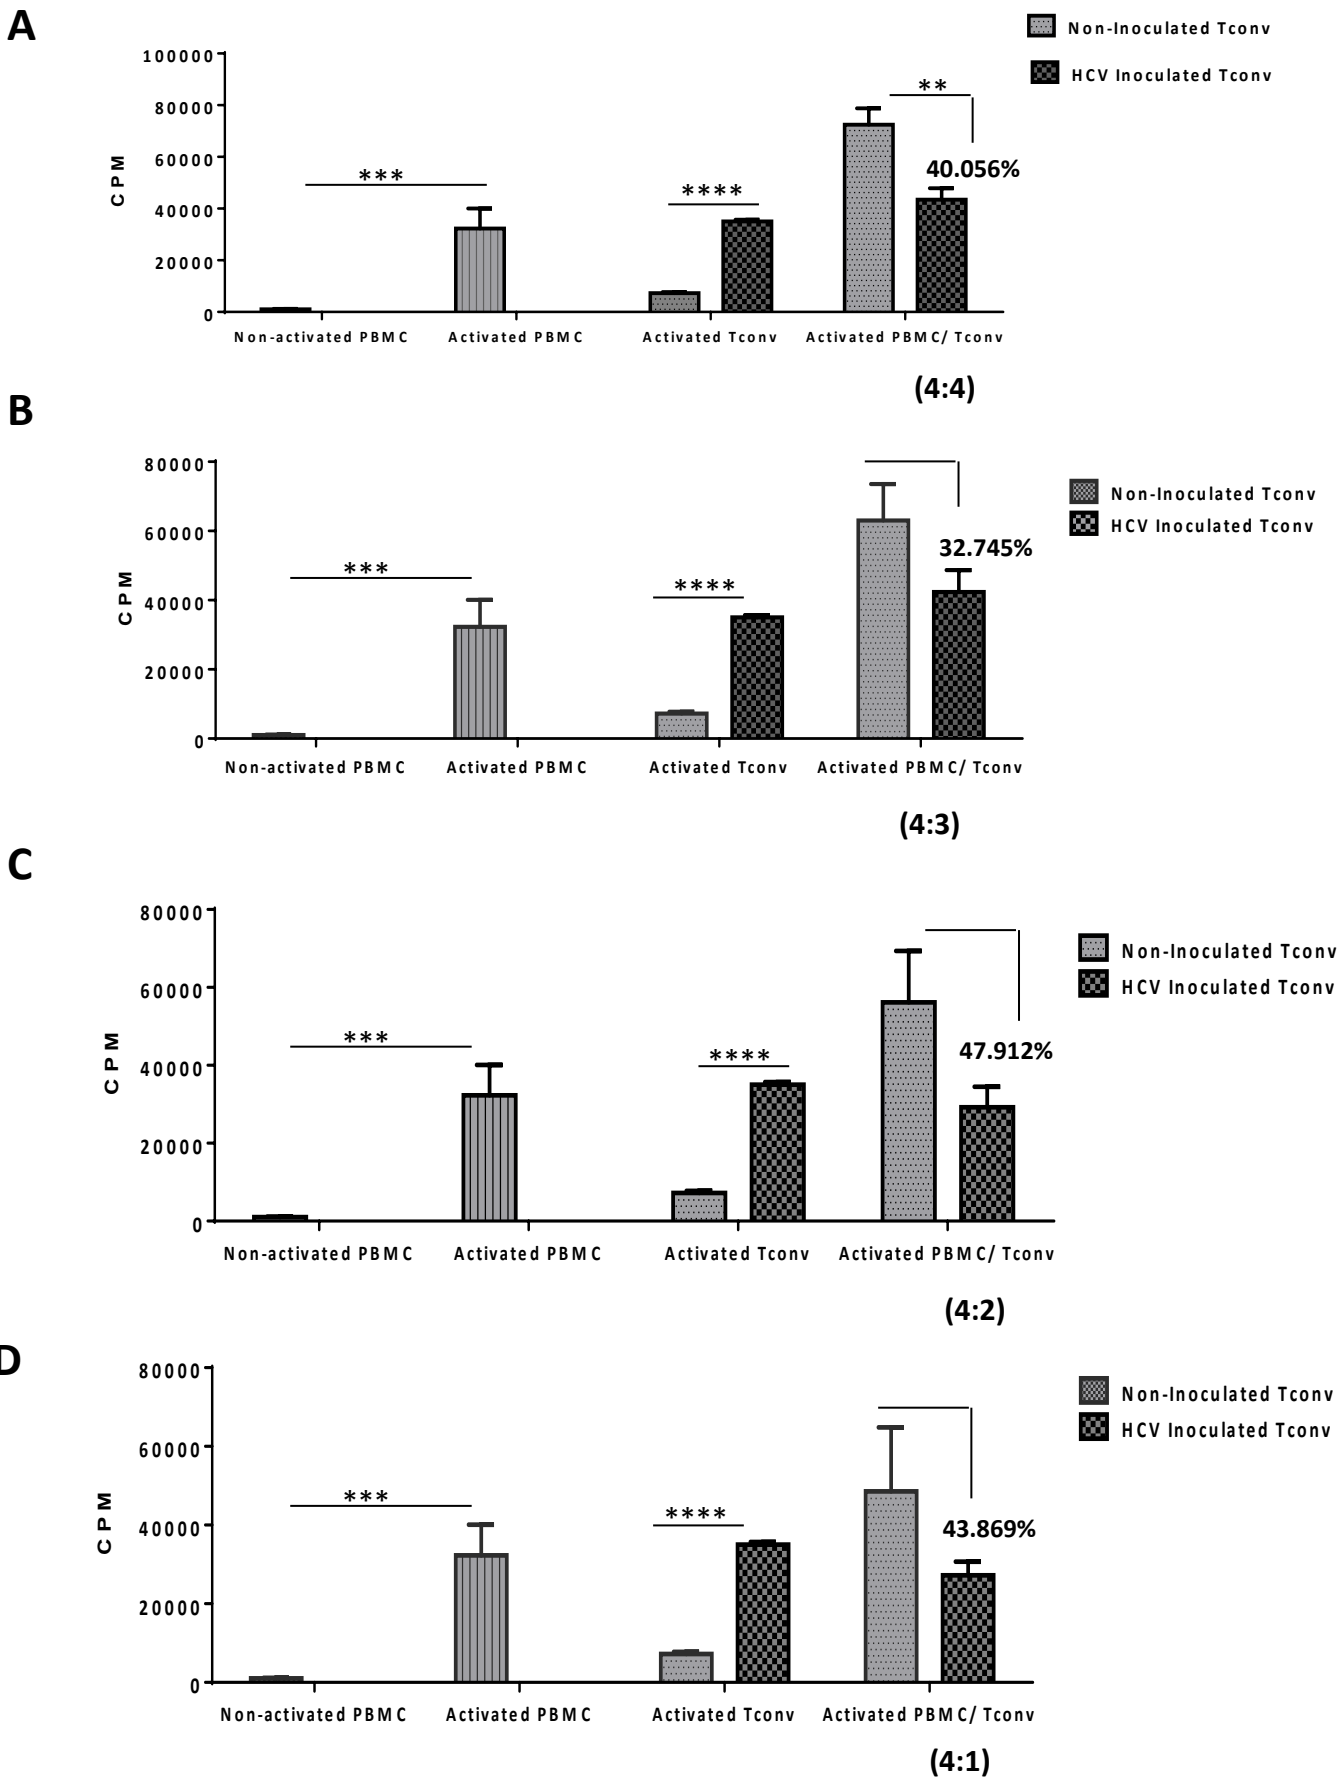 A
Non-Inoculated Tconv
HCV Inoculated Tconv
100000
80000
60000
40000
20000
0
CPM
***
****
**
40.056%
Non-activated PBMC
Activated PBMC
Activated Tconv
Activated PBMC/ Tconv
(4:4)
B
Non-Inoculated Tconv
HCV Inoculated Tconv
80000
60000
40000
20000
0
CPM
***
****
32.745%
Non-activated PBMC
Activated PBMC
Activated Tconv
Activated PBMC/ Tconv
(4:3)
C
Non-Inoculated Tconv
HCV Inoculated Tconv
80000
60000
40000
20000
0
CPM
***
****
47.912%
Non-activated PBMC
Activated PBMC
Activated Tconv
Activated PBMC/ Tconv
(4:2)
D
Non-Inoculated Tconv
HCV Inoculated Tconv
80000
60000
40000
20000
0
CPM
***
****
43.869%
Non-activated PBMC
Activated PBMC
Activated Tconv
Activated PBMC/ Tconv
(4:1)